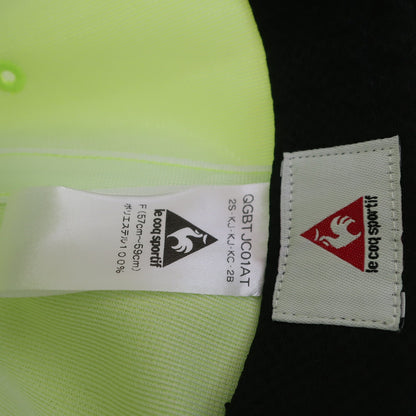 le coq sportif
QGBTJC01AT
2S・KJ・KJ・KC・2B
le coq sportif
F(57cm~59cm)
ポリエステル100%